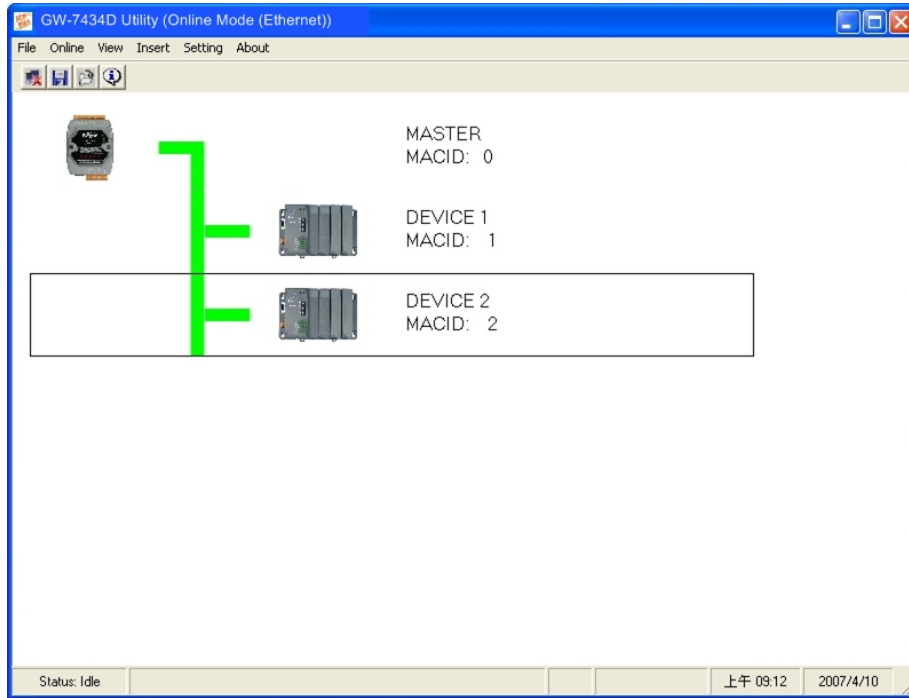 GW-7434D Utility (Online Mode (Ethernet))
File Online View Insert Setting About
MASTER
MACID: 0
DEVICE 1
MACID: 1
DEVICE 2
MACID: 2
Status: Idle 上午 09:12 2007/4/10